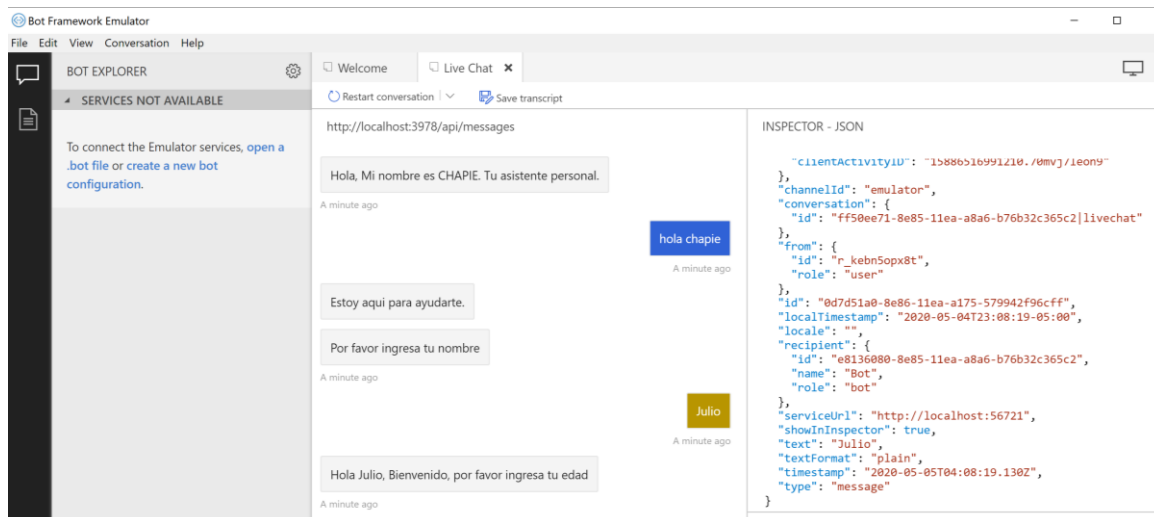 Bot Framework Emulator
File Edit View Conversation Help
BOT EXPLORER
SERVICES NOT AVAILABLE
To connect the Emulator services, open a
.bot file or create a new bot
configuration.
Welcome
Live Chat
Restart conversation
Save transcript
http://localhost:3978/api/messages
Hola, Mi nombre es CHAPIE. Tu asistente personal.
A minute ago
hola chapie
A minute ago
Estoy aqui para ayudarte.
Por favor ingresa tu nombre
A minute ago
Julio
A minute ago
Hola Julio, Bienvenido, por favor ingresa tu edad
A minute ago
INSPECTOR - JSON
"clientActivityID": "15886516991210.70mvj7leon9"
},
"channelId": "emulator",
"conversation": {
"id": "ff50ee71-8e85-11ea-a8a6-b76b32c365c2|livechat"
},
"from": {
"id": "r_kebn5opx8t",
"role": "user"
},
"id": "0d7d51a0-8e86-11ea-a175-579942f96cff",
"localTimestamp": "2020-05-04T23:08:19-05:00",
"locale": "",
"recipient": {
"id": "e8136080-8e85-11ea-a8a6-b76b32c365c2",
"name": "Bot",
"role": "bot"
},
"serviceUrl": "http://localhost:56721",
"showInInspector": true,
"text": "Julio",
"textFormat": "plain",
"timestamp": "2020-05-05T04:08:19.130Z",
"type": "message"
}